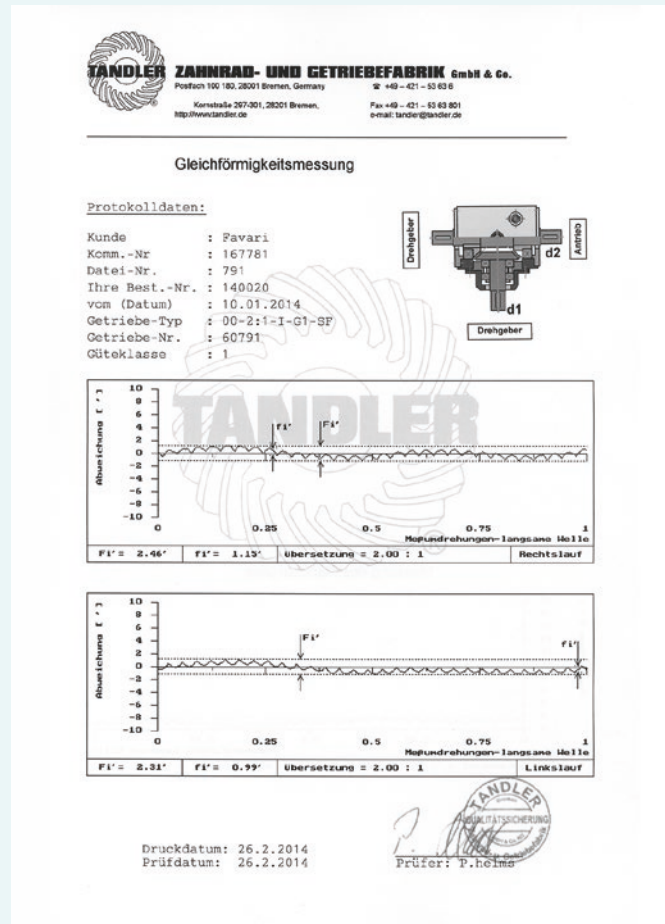 TANDLER
ZAHNRAD- UND GETRIEBEFABRIK GmbH & Co.
Postfach 100 180, 28001 Bremen, Germany ☎ +49 – 421 – 53 63 6
Kornstraße 297-301, 28201 Bremen, Fax +49 – 421 – 53 63 801
http://www.tandler.de e-mail: tandler@tandler.de
Gleichförmigkeitsmessung
Protokolldaten:
Kunde : Favari
Komm.-Nr : 167781
Datei-Nr. : 791
Ihre Best.-Nr. : 140020
vom (Datum) : 10.01.2014
Getriebe-Typ : 00-2:1-I-G1-SF
Getriebe-Nr. : 60791
Güteklasse : 1
Drehgeber
Antrieb
d2
d1
Drehgeber
TANDLER
Abweichung [ ' ]
10
8
6
4
2
0
-2
-4
-6
-8
-10
fi' Fi'
0 0.25 0.5 0.75 1
Meßumdrehungen-langsame Welle
Fi'= 2.46' fi'= 1.15' Übersetzung = 2.00 : 1 Rechtslauf
Abweichung [ ' ]
10
8
6
4
2
0
-2
-4
-6
-8
-10
Fi' fi'
0 0.25 0.5 0.75 1
Meßumdrehungen-langsame Welle
Fi'= 2.31' fi'= 0.99' Übersetzung = 2.00 : 1 Linkslauf
TANDLER
QUALITÄTSSICHERUNG
Druckdatum: 26.2.2014
Prüfdatum: 26.2.2014
Prüfer: P.helms